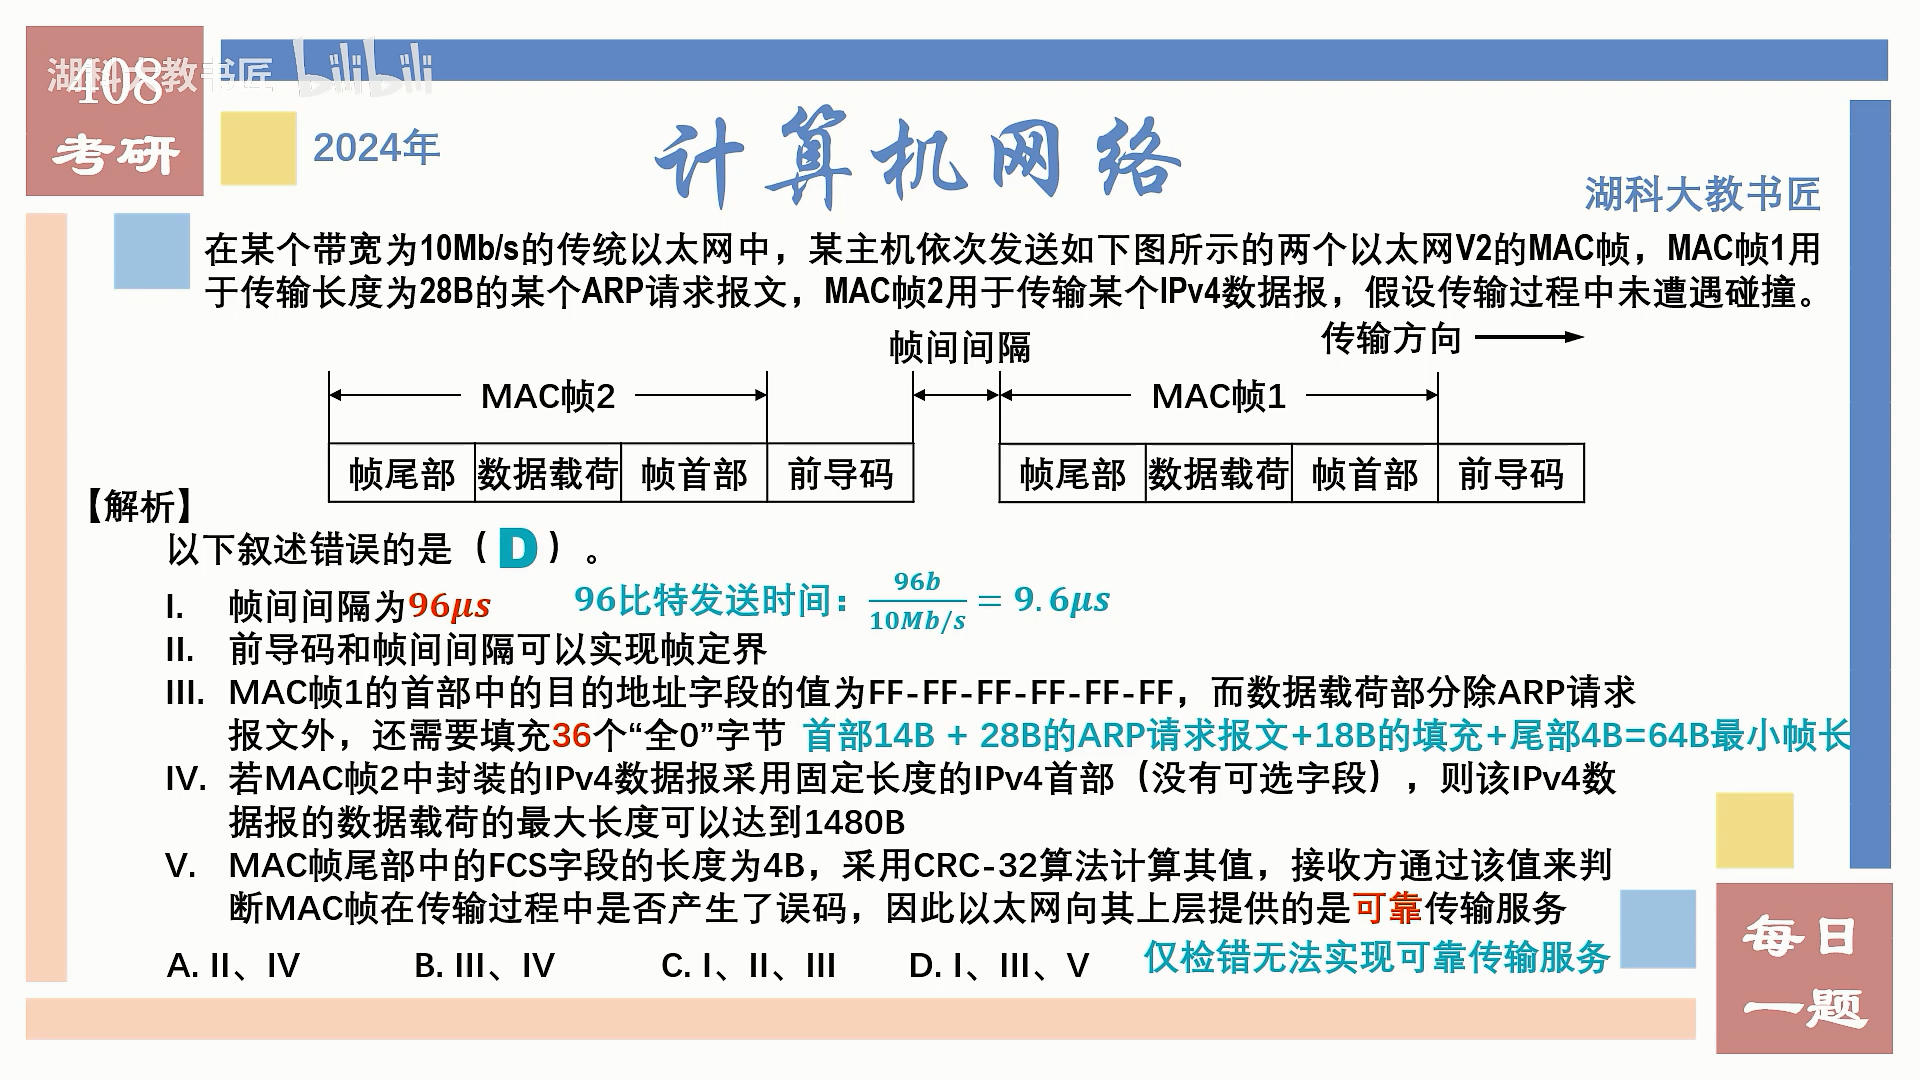 湖科大教书匠 bilibili
408
考研
2024年
计算机网络
湖科大教书匠
在某个带宽为10Mb/s的传统以太网中，某主机依次发送如下图所示的两个以太网V2的MAC帧，MAC帧1用
于传输长度为28B的某个ARP请求报文，MAC帧2用于传输某个IPv4数据报，假设传输过程中未遭遇碰撞。
帧间间隔 传输方向
MAC帧2 MAC帧1
帧尾部 数据载荷 帧首部 前导码 帧尾部 数据载荷 帧首部 前导码
【解析】
以下叙述错误的是（ D ）。
I. 帧间间隔为96μs 96比特发送时间：96b/10Mb/s = 9.6μs
II. 前导码和帧间间隔可以实现帧定界
III. MAC帧1的首部中的目的地址字段的值为FF-FF-FF-FF-FF-FF，而数据载荷部分除ARP请求
报文外，还需要填充36个“全0”字节 首部14B + 28B的ARP请求报文+18B的填充+尾部4B=64B最小帧长
IV. 若MAC帧2中封装的IPv4数据报采用固定长度的IPv4首部（没有可选字段），则该IPv4数
据报的数据载荷的最大长度可以达到1480B
V. MAC帧尾部中的FCS字段的长度为4B，采用CRC-32算法计算其值，接收方通过该值来判
断MAC帧在传输过程中是否产生了误码，因此以太网向其上层提供的是可靠传输服务
A. II、IV B. III、IV C. I、II、III D. I、III、V 仅检错无法实现可靠传输服务
每日
一题